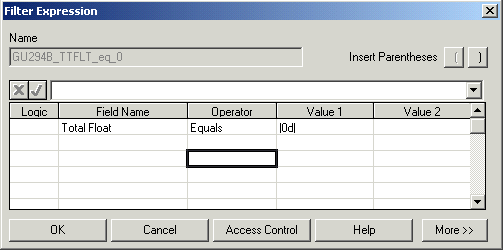 Filter Expression
Name
GU294B_TTFLT_eq_0
Insert Parentheses ( )
Logic Field Name Operator Value 1 Value 2
Total Float Equals |0d|
OK Cancel Access Control Help More >>